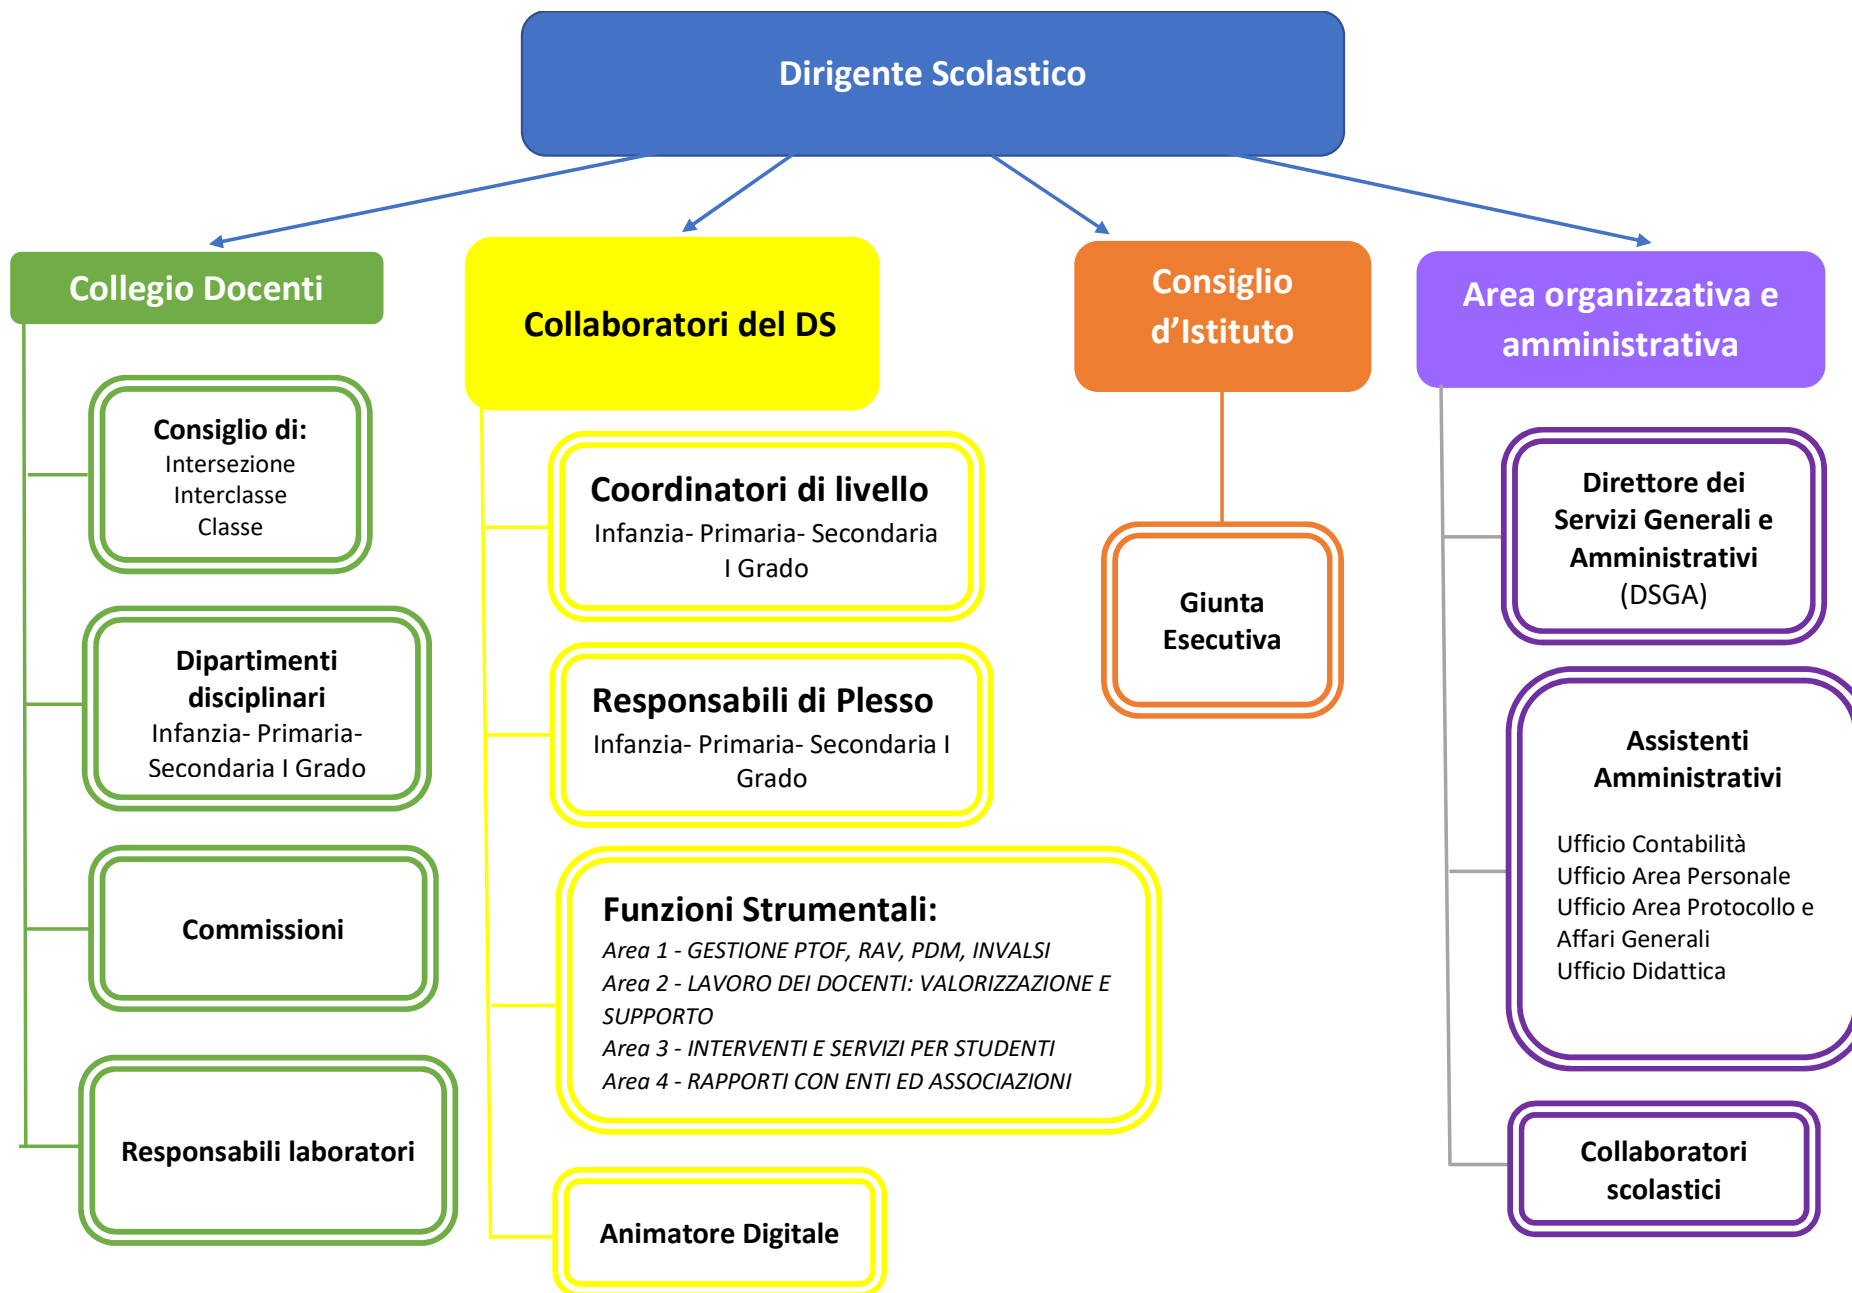 Dirigente Scolastico
Collegio Docenti
Consiglio di:
Intersezione
Interclasse
Classe
Dipartimenti
disciplinari
Infanzia- Primaria-
Secondaria I Grado
Commissioni
Responsabili laboratori
Collaboratori del DS
Coordinatori di livello
Infanzia- Primaria- Secondaria
I Grado
Responsabili di Plesso
Infanzia- Primaria- Secondaria I
Grado
Funzioni Strumentali:
Area 1 - GESTIONE PTOF, RAV, PDM, INVALSI
Area 2 - LAVORO DEI DOCENTI: VALORIZZAZIONE E
SUPPORTO
Area 3 - INTERVENTI E SERVIZI PER STUDENTI
Area 4 - RAPPORTI CON ENTI ED ASSOCIAZIONI
Animatore Digitale
Consiglio
d’Istituto
Giunta
Esecutiva
Area organizzativa e
amministrativa
Direttore dei
Servizi Generali e
Amministrativi
(DSGA)
Assistenti
Amministrativi
Ufficio Contabilità
Ufficio Area Personale
Ufficio Area Protocollo e
Affari Generali
Ufficio Didattica
Collaboratori
scolastici